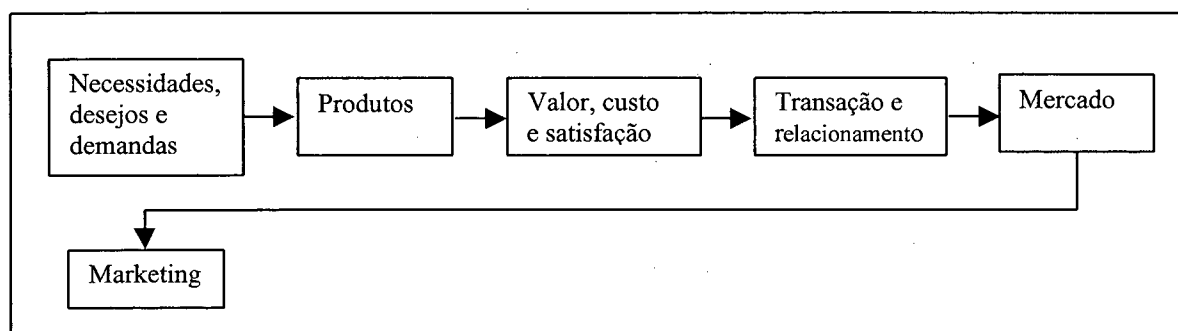 Necessidades,
desejos e
demandas
Produtos
Valor, custo
e satisfação
Transação e
relacionamento
Mercado
Marketing